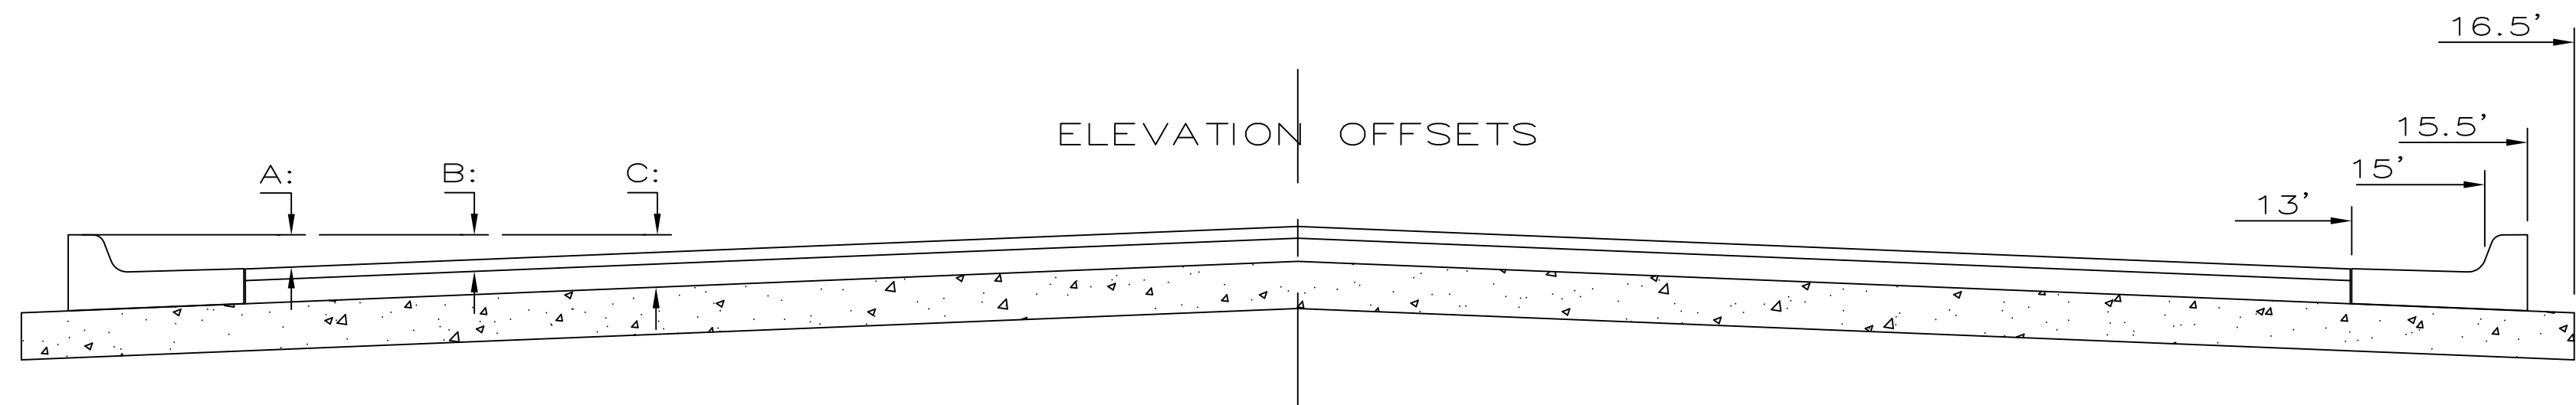 16.5’
ELEVATION OFFSETS
15.5’
15’
A:
B:
C:
13’